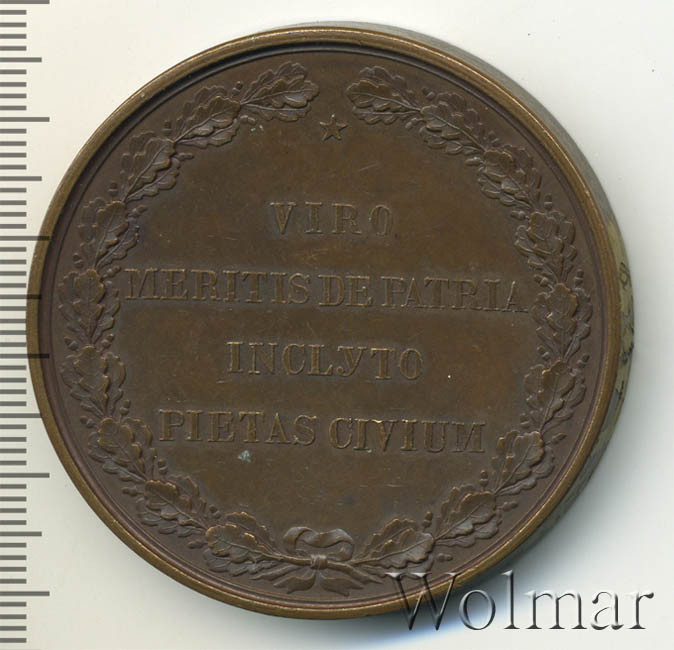 VIRO
MERITIS DE PATRIA
INCLYTO
PIETAS CIVIUM
Wolmar